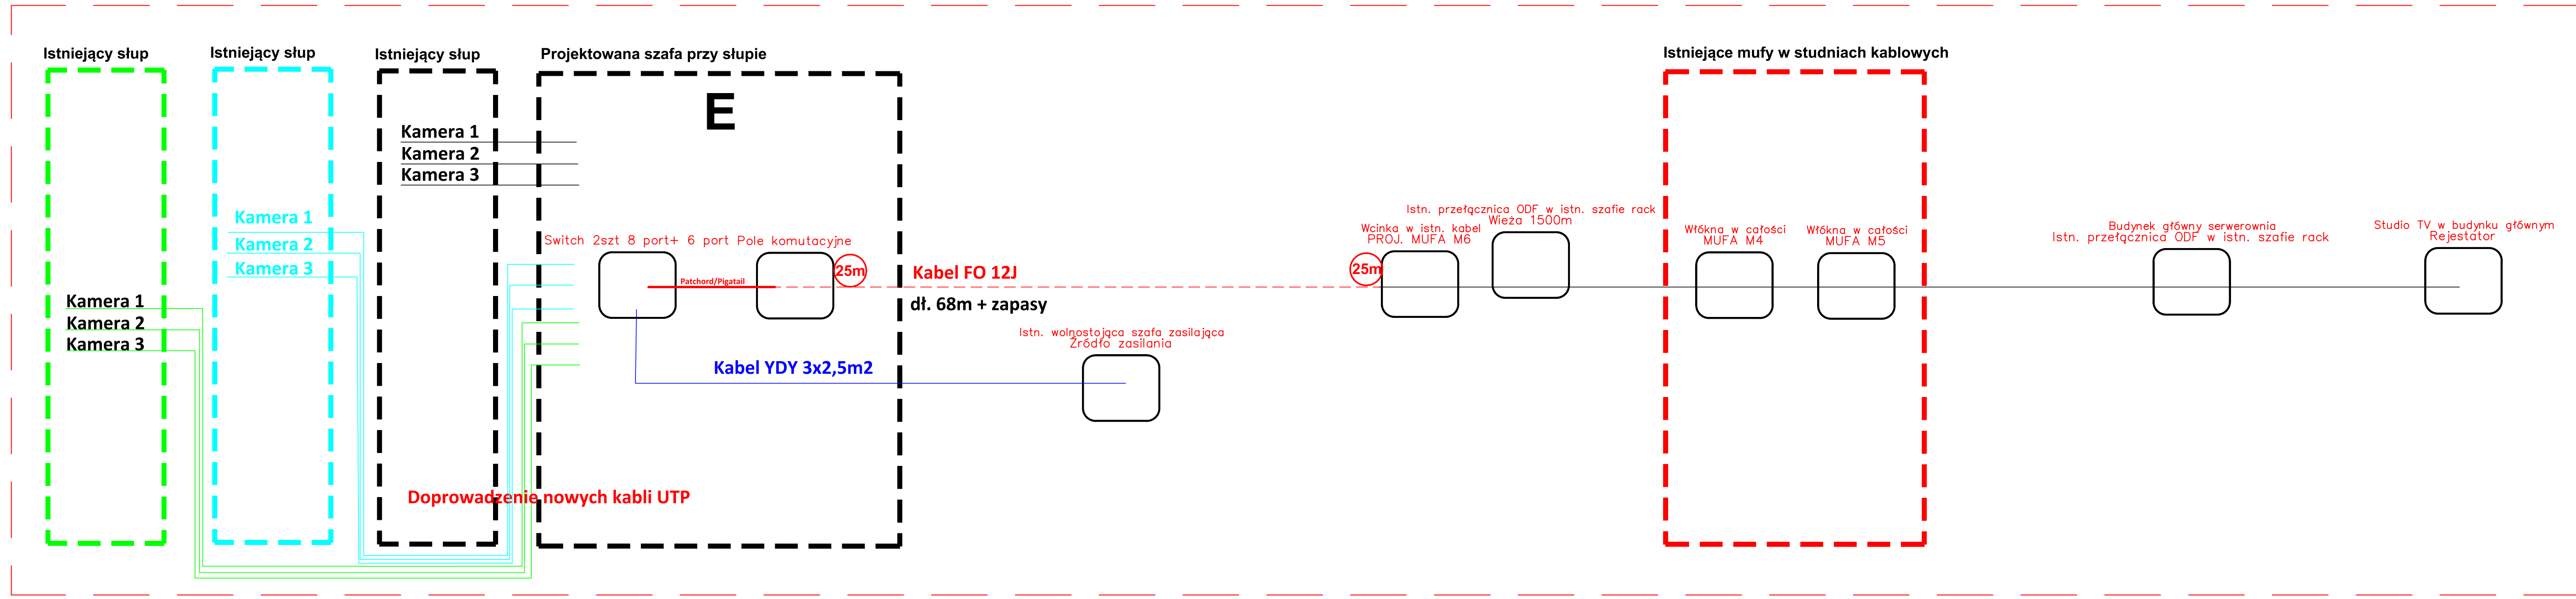 Istniejący słup
Istniejący słup
Istniejący słup
Projektowana szafa przy słupie
Istniejące mufy w studniach kablowych
E
Kamera 1
Kamera 2
Kamera 3
Kamera 1
Kamera 2
Kamera 3
Kamera 1
Kamera 2
Kamera 3
Switch 2szt 8 port+ 6 port
Pole komutacyjne
Patchord/Pigatail
25m
Kabel FO 12J
dł. 68m + zapasy
Kabel YDY 3x2,5m2
Istn. wolnostojąca szafa zasilająca
Źródło zasilania
Doprowadzenie nowych kabli UTP
25m
Wcinka w istn. kabel
PROJ. MUFA M6
Istn. przełącznica ODF w istn. szafie rack
Wieża 1500m
Włókna w całości
MUFA M4
Włókna w całości
MUFA M5
Budynek główny serwerownia
Istn. przełącznica ODF w istn. szafie rack
Studio TV w budynku głównym
Rejestator